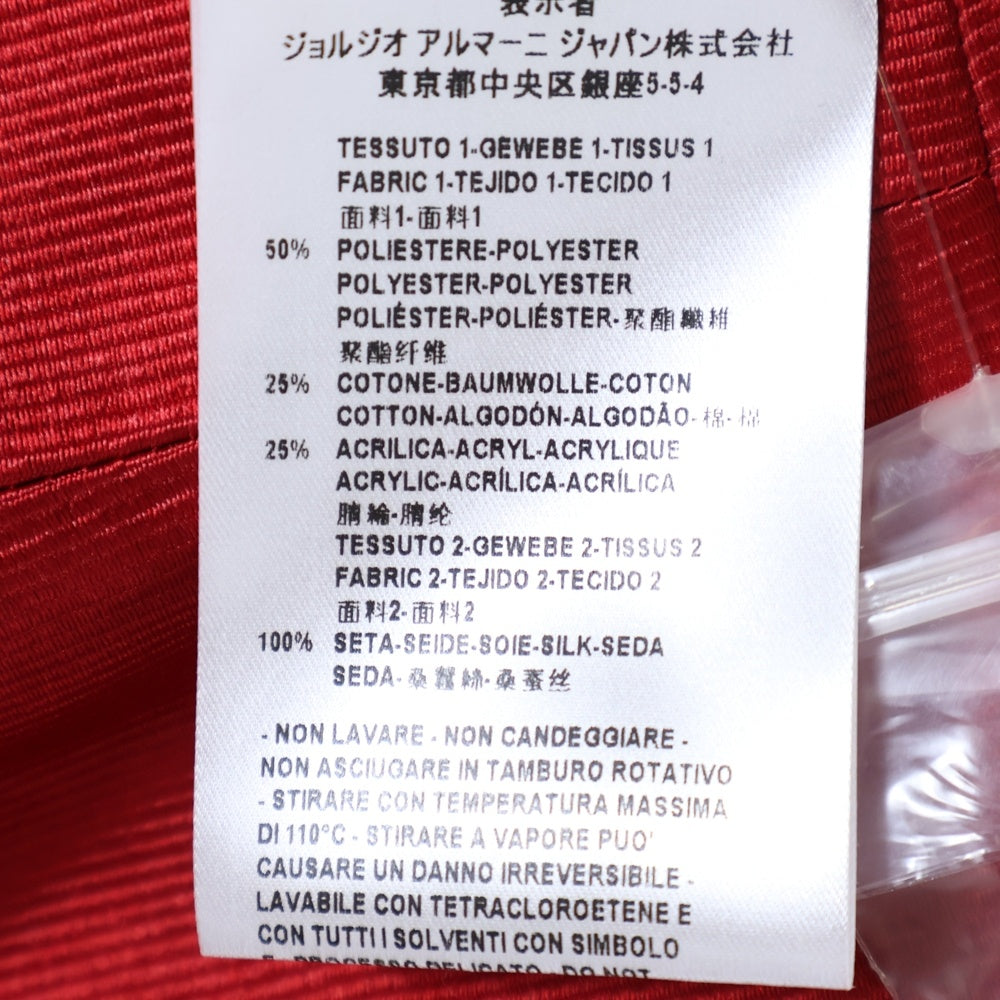 表示者
ジョルジオ アルマーニ ジャパン株式会社
東京都中央区銀座5-5-4
TESSUTO 1-GEWEBE 1-TISSUS 1
FABRIC 1-TEJIDO 1-TECIDO 1
面料1-面料1
50% POLIESTERE-POLYESTER
POLYESTER-POLYESTER
POLIÉSTER-POLIÉSTER-聚酯纖維
聚酯纤维
25% COTONE-BAUMWOLLE-COTON
COTTON-ALGODÓN-ALGODÃO-棉-棉
25% ACRILICA-ACRYL-ACRYLIQUE
ACRYLIC-ACRÍLICA-ACRÍLICA
腈綸-腈纶
TESSUTO 2-GEWEBE 2-TISSUS 2
FABRIC 2-TEJIDO 2-TECIDO 2
面料2-面料2
100% SETA-SEIDE-SOIE-SILK-SEDA
SEDA-桑蠶絲-桑蚕丝
- NON LAVARE - NON CANDEGGIARE -
NON ASCIUGARE IN TAMBURO ROTATIVO
- STIRARE CON TEMPERATURA MASSIMA
DI 110°C - STIRARE A VAPORE PUO'
CAUSARE UN DANNO IRREVERSIBILE -
LAVABILE CON TETRACLOROETENE E
CON TUTTI I SOLVENTI CON SIMBOLO
F - PROCESSO DELICATO - DO NOT